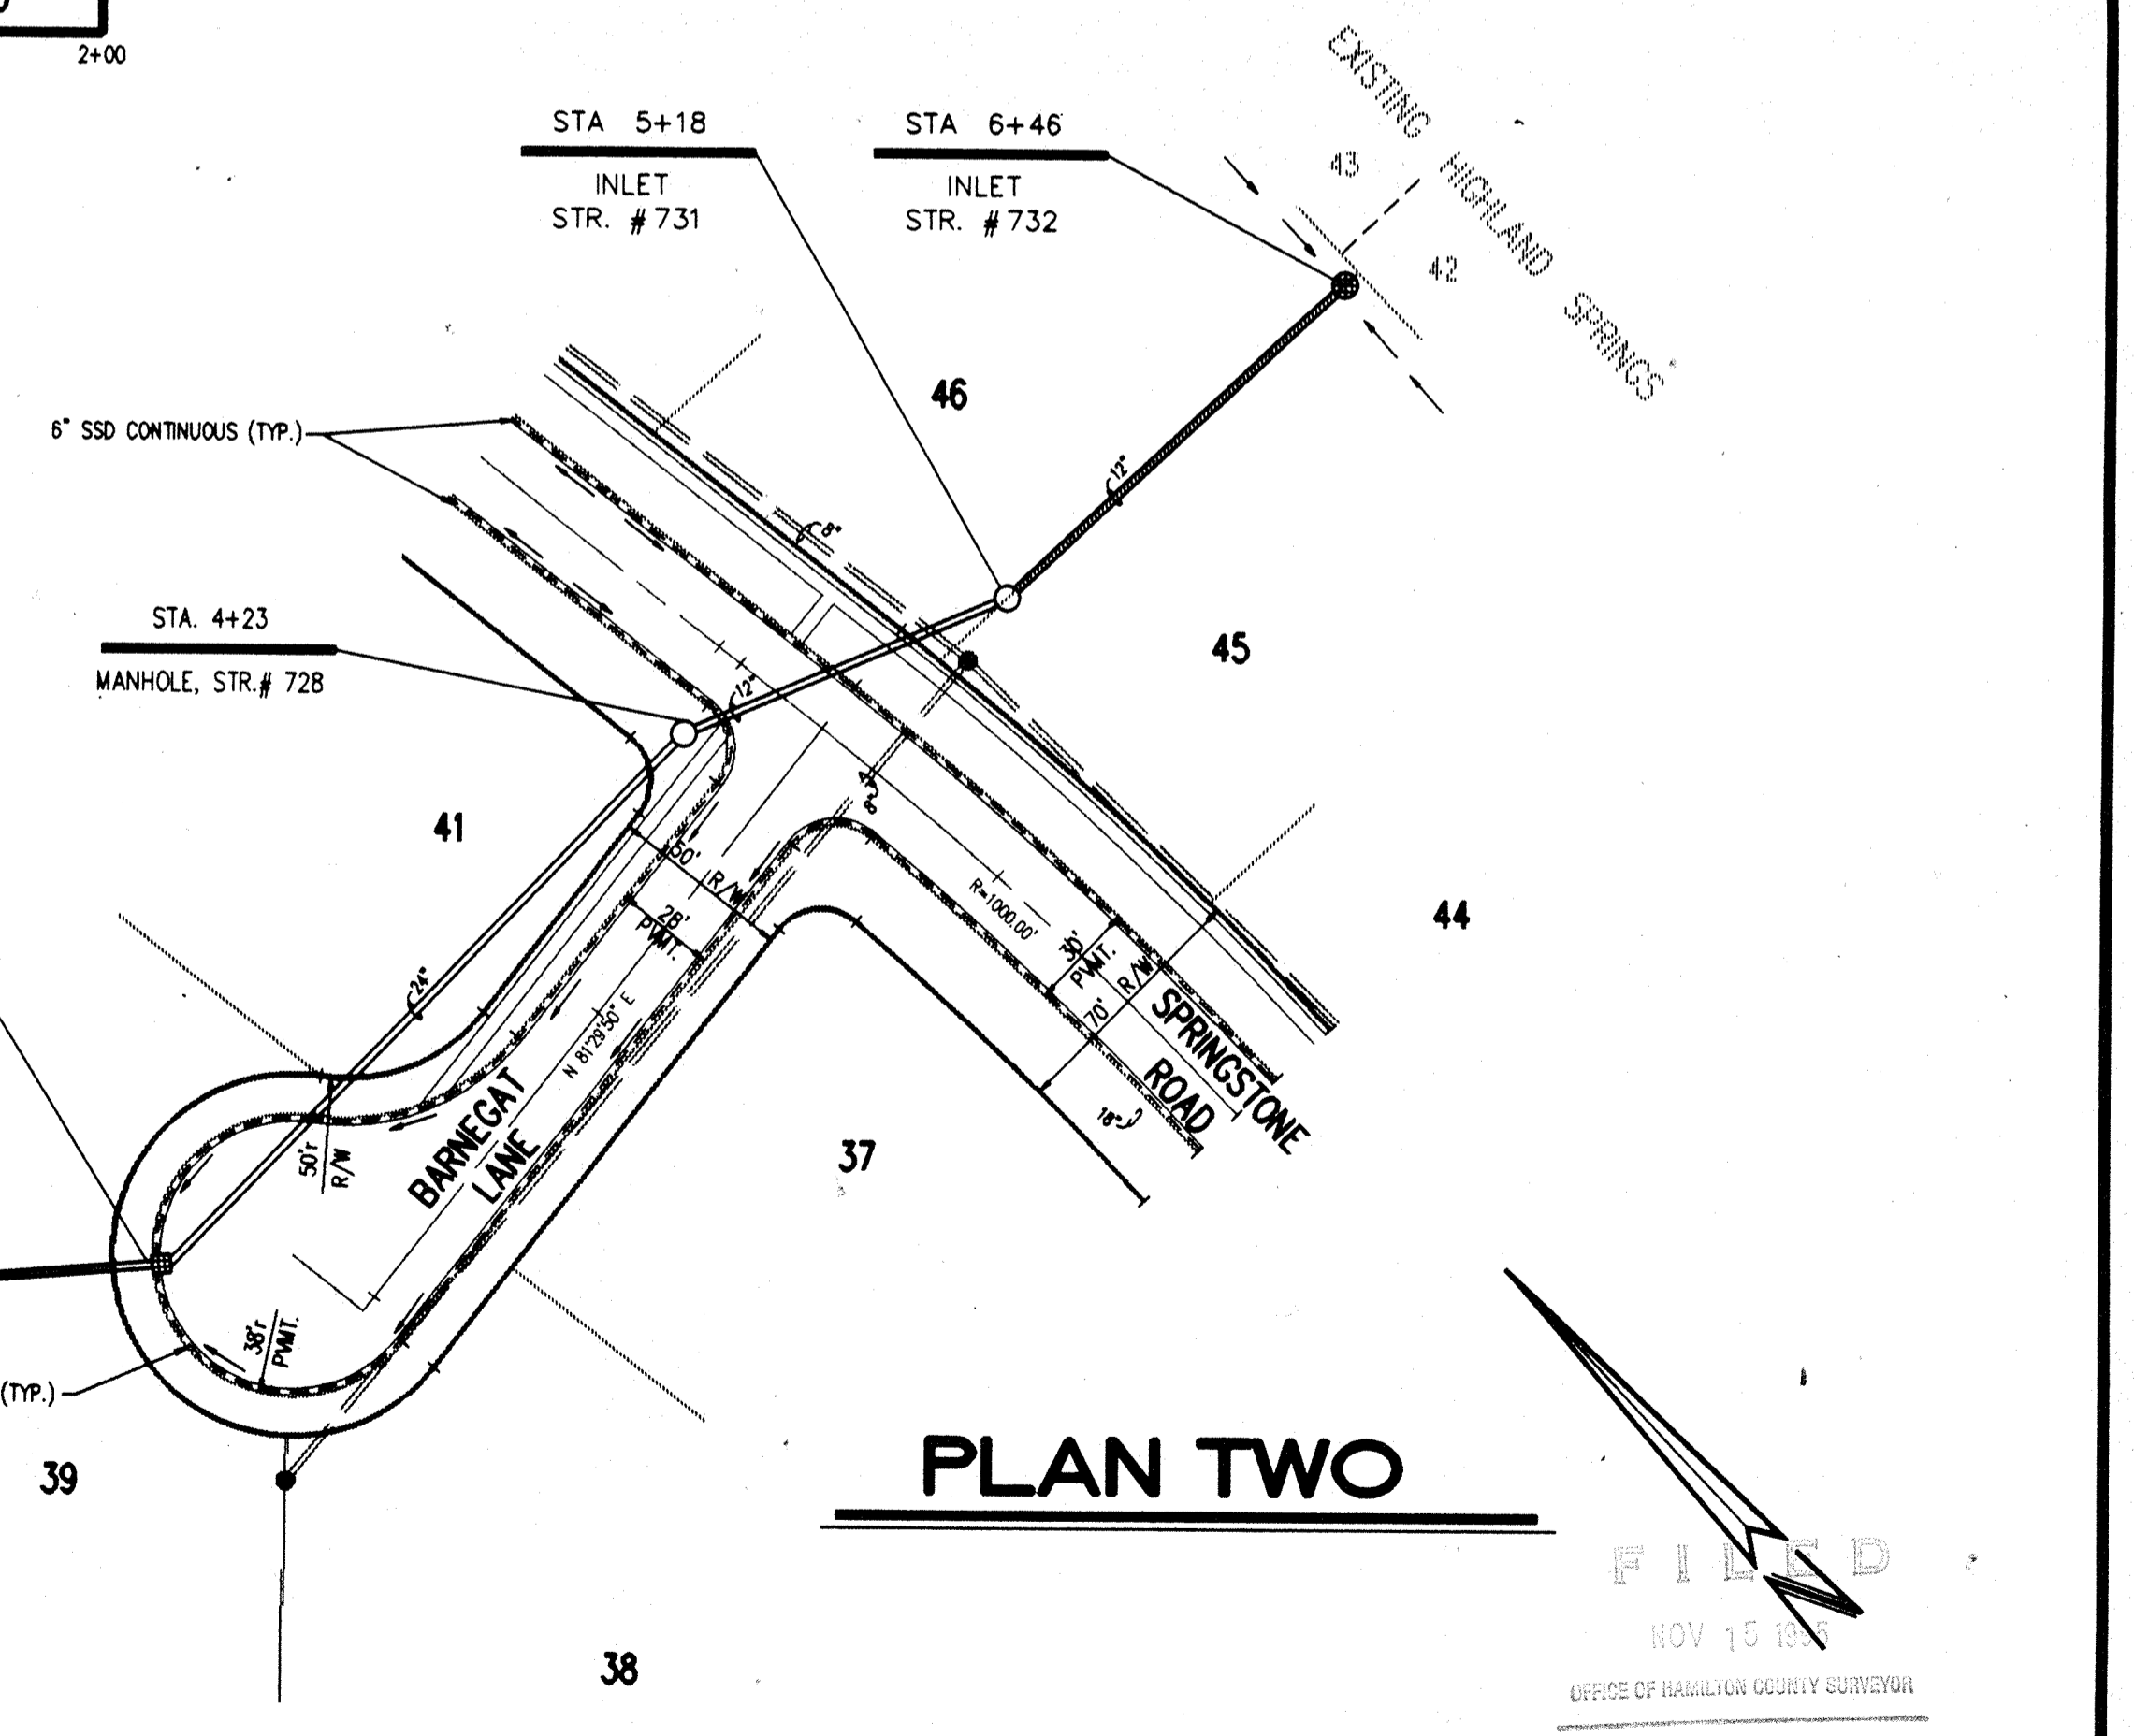 2+00
STA 5+18
INLET
STR. # 731
STA 6+46
INLET
STR. # 732
EXISTING HIGHLAND SPRINGS
43
42
46
6" SSD CONTINUOUS (TYP.)
12"
8"
STA. 4+23
MANHOLE, STR.# 728
12"
45
8"
41
50' R/W
28'
PVMT.
R=1000.00'
PVMT.
70' R/W
44
24"
N 81°29'50" E
SPRINGSTONE
ROAD
18"
BARNEGAT
LANE
50'r
R/W
37
38'r
PVMT.
(TYP.)
39
PLAN TWO
38
N
FILED
NOV 15
OFFICE OF HAMILTON COUNTY SURVEYOR